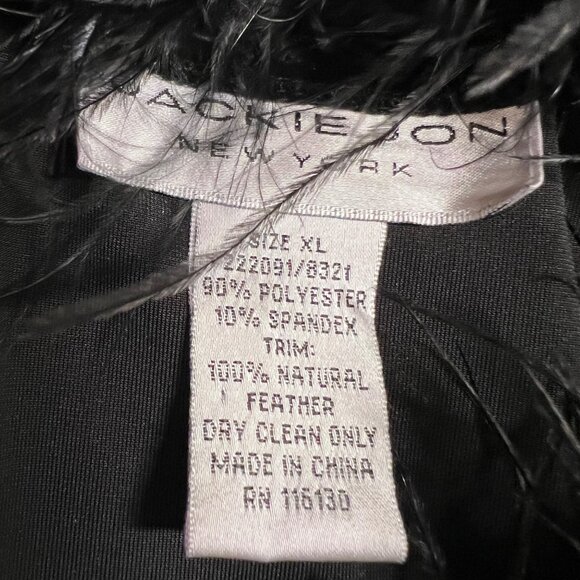 JACKIE JON
NEW YORK
SIZE XL
222091/8321
90% POLYESTER
10% SPANDEX
TRIM:
100% NATURAL
FEATHER
DRY CLEAN ONLY
MADE IN CHINA
RN 116130